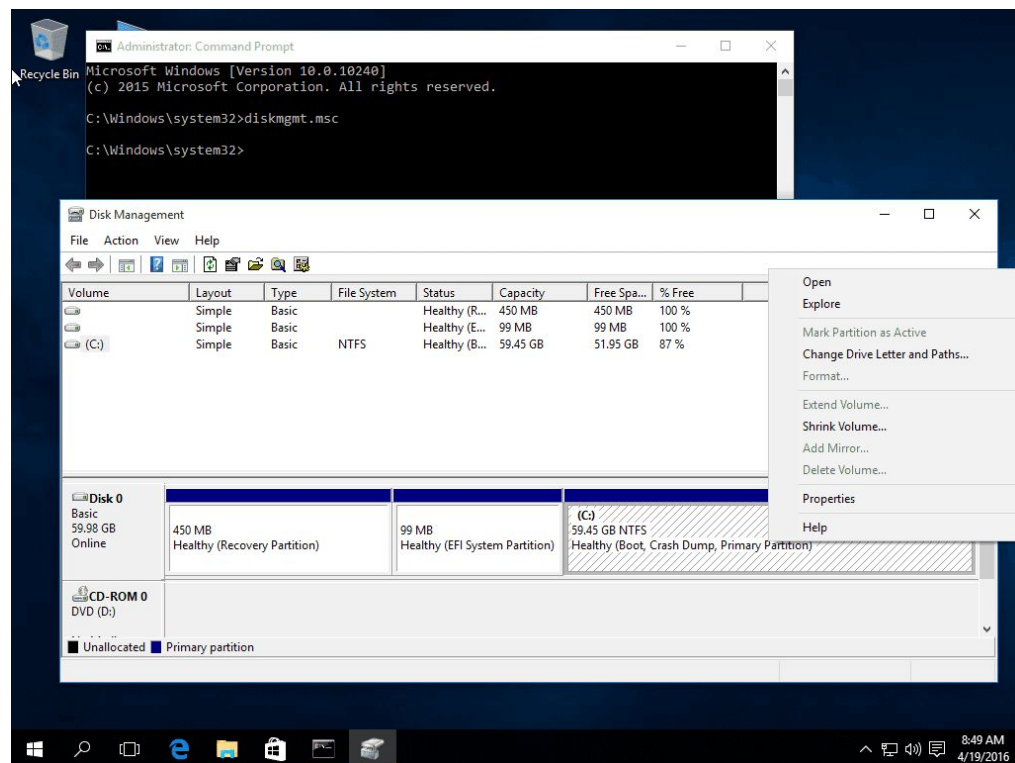 Recycle Bin
Administrator: Command Prompt
Microsoft Windows [Version 10.0.10240]
(c) 2015 Microsoft Corporation. All rights reserved.
C:\Windows\system32>diskmgmt.msc
C:\Windows\system32>
Disk Management
File Action View Help
Volume Layout Type File System Status Capacity Free Spa... % Free
Simple Basic Healthy (R... 450 MB 450 MB 100 %
Simple Basic Healthy (E... 99 MB 99 MB 100 %
(C:) Simple Basic NTFS Healthy (B... 59.45 GB 51.95 GB 87 %
Open
Explore
Mark Partition as Active
Change Drive Letter and Paths...
Format...
Extend Volume...
Shrink Volume...
Add Mirror...
Delete Volume...
Properties
Help
Disk 0
Basic
59.98 GB
Online
450 MB
Healthy (Recovery Partition)
99 MB
Healthy (EFI System Partition)
(C:)
59.45 GB NTFS
Healthy (Boot, Crash Dump, Primary Partition)
CD-ROM 0
DVD (D:)
Unallocated Primary partition
8:49 AM
4/19/2016